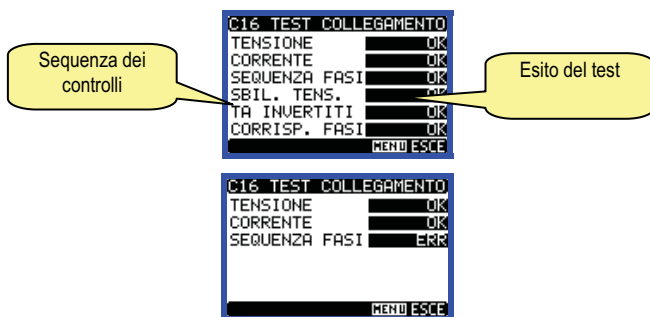 C16 TEST COLLEGAMENTO
TENSIONE OK
CORRENTE OK
SEQUENZA FASI OK
SBIL. TENS. OK
TA INVERTITI OK
CORRISP. FASI OK
MENU ESCE
Sequenza dei
controlli
Esito del test
C16 TEST COLLEGAMENTO
TENSIONE OK
CORRENTE OK
SEQUENZA FASI ERR
MENU ESCE